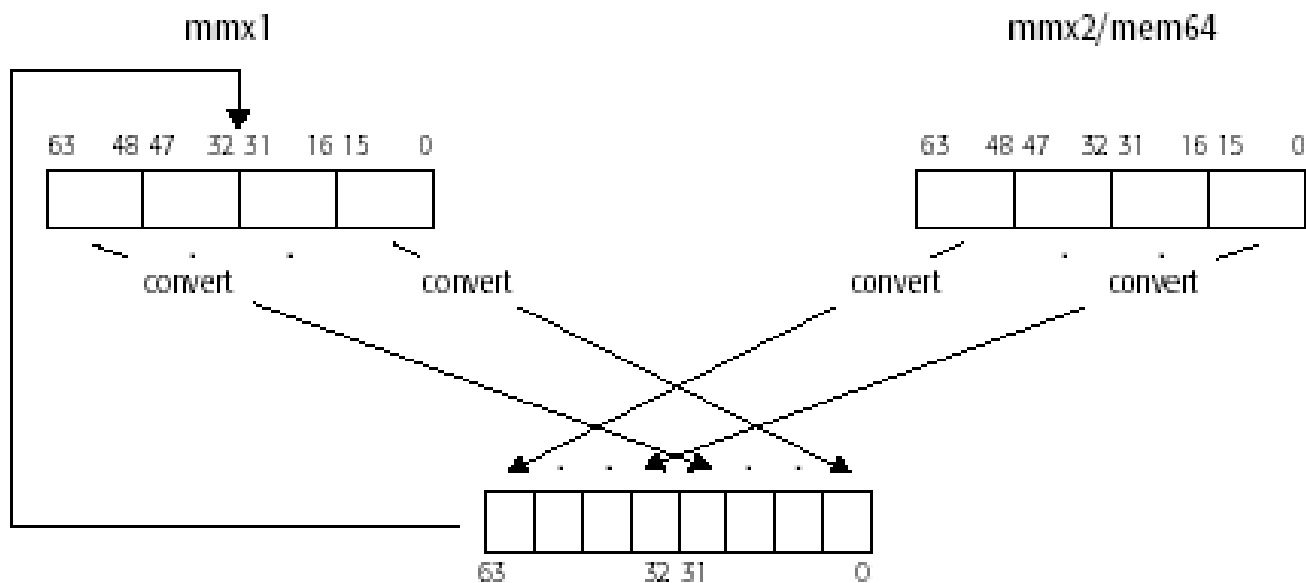 mmx1 mmx2/mem64
63 48 47 32 31 16 15 0 63 48 47 32 31 16 15 0
convert convert convert convert
63 32 31 0